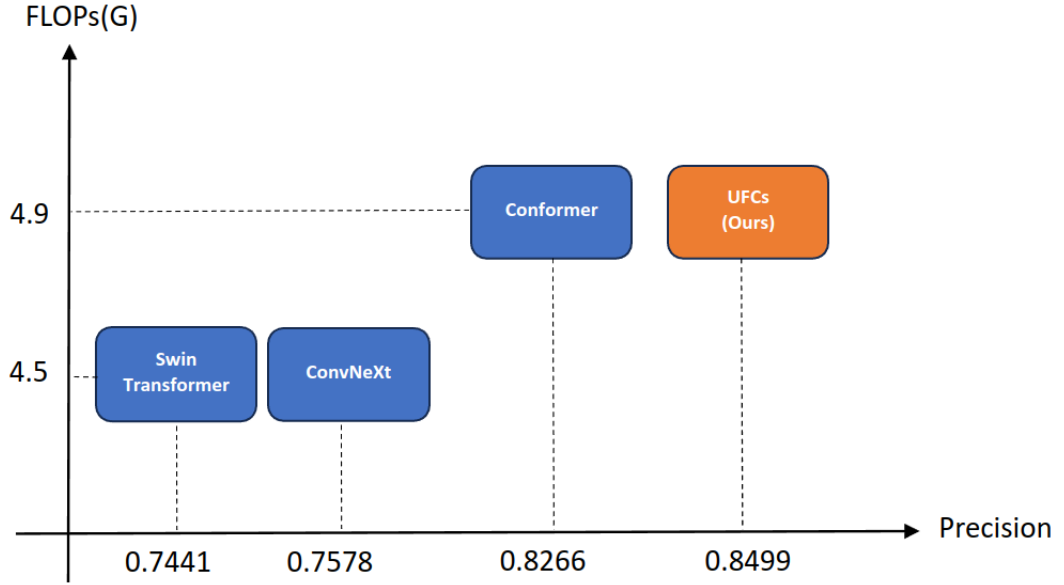 FLOPs(G)
4.9
Conformer
UFCs
(Ours)
4.5
Swin
Transformer
ConvNeXt
Precision
0.7441
0.7578
0.8266
0.8499